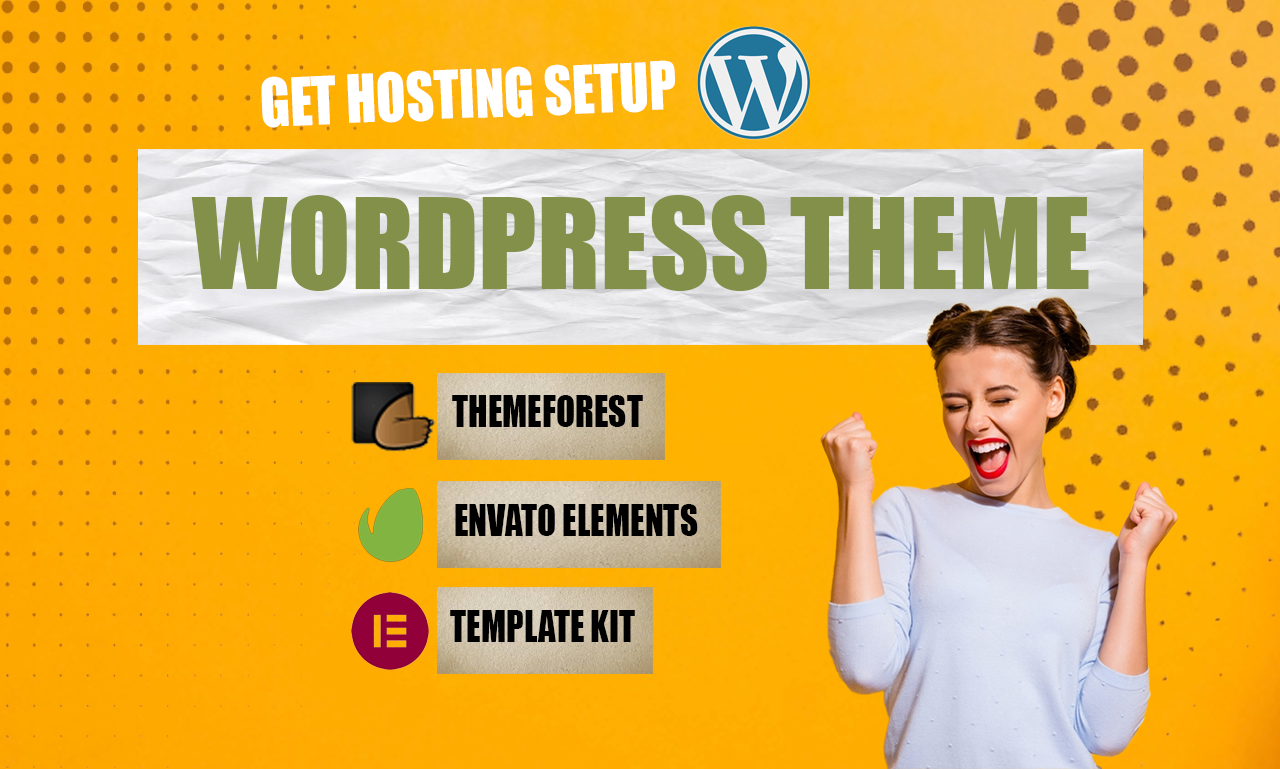 GET HOSTING SETUP
WORDPRESS THEME
THEMEFOREST
ENVATO ELEMENTS
TEMPLATE KIT